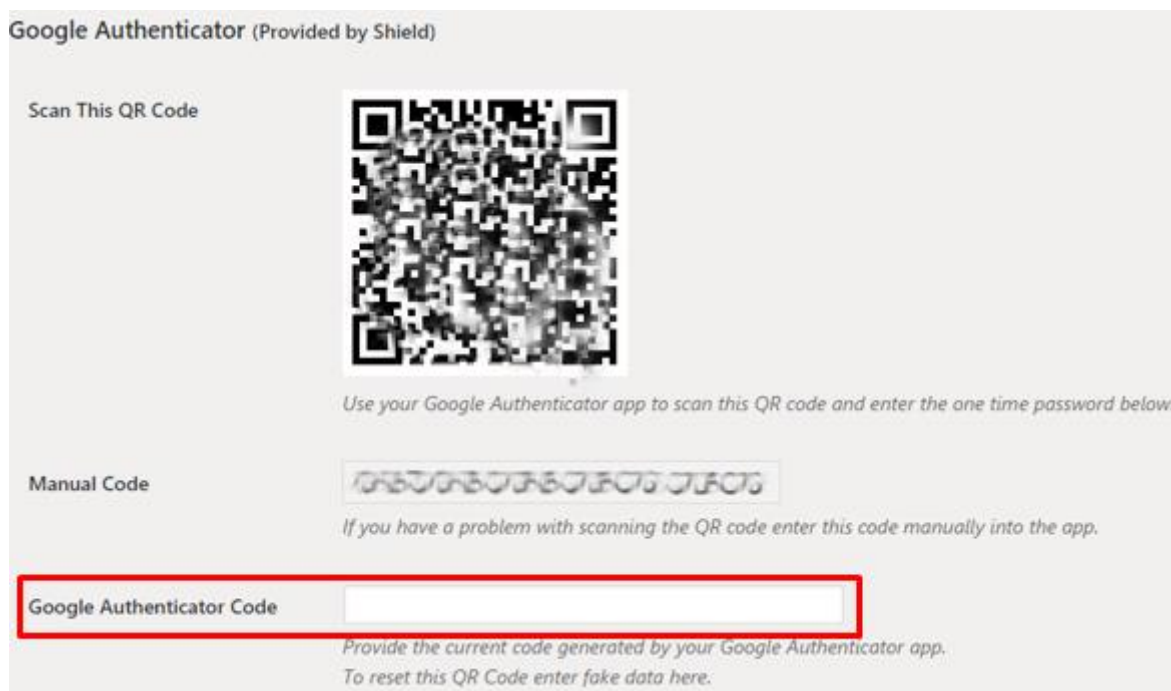 Google Authenticator (Provided by Shield)
Scan This QR Code
Use your Google Authenticator app to scan this QR code and enter the one time password below
Manual Code
If you have a problem with scanning the QR code enter this code manually into the app.
Google Authenticator Code
Provide the current code generated by your Google Authenticator app.
To reset this QR Code enter fake data here.